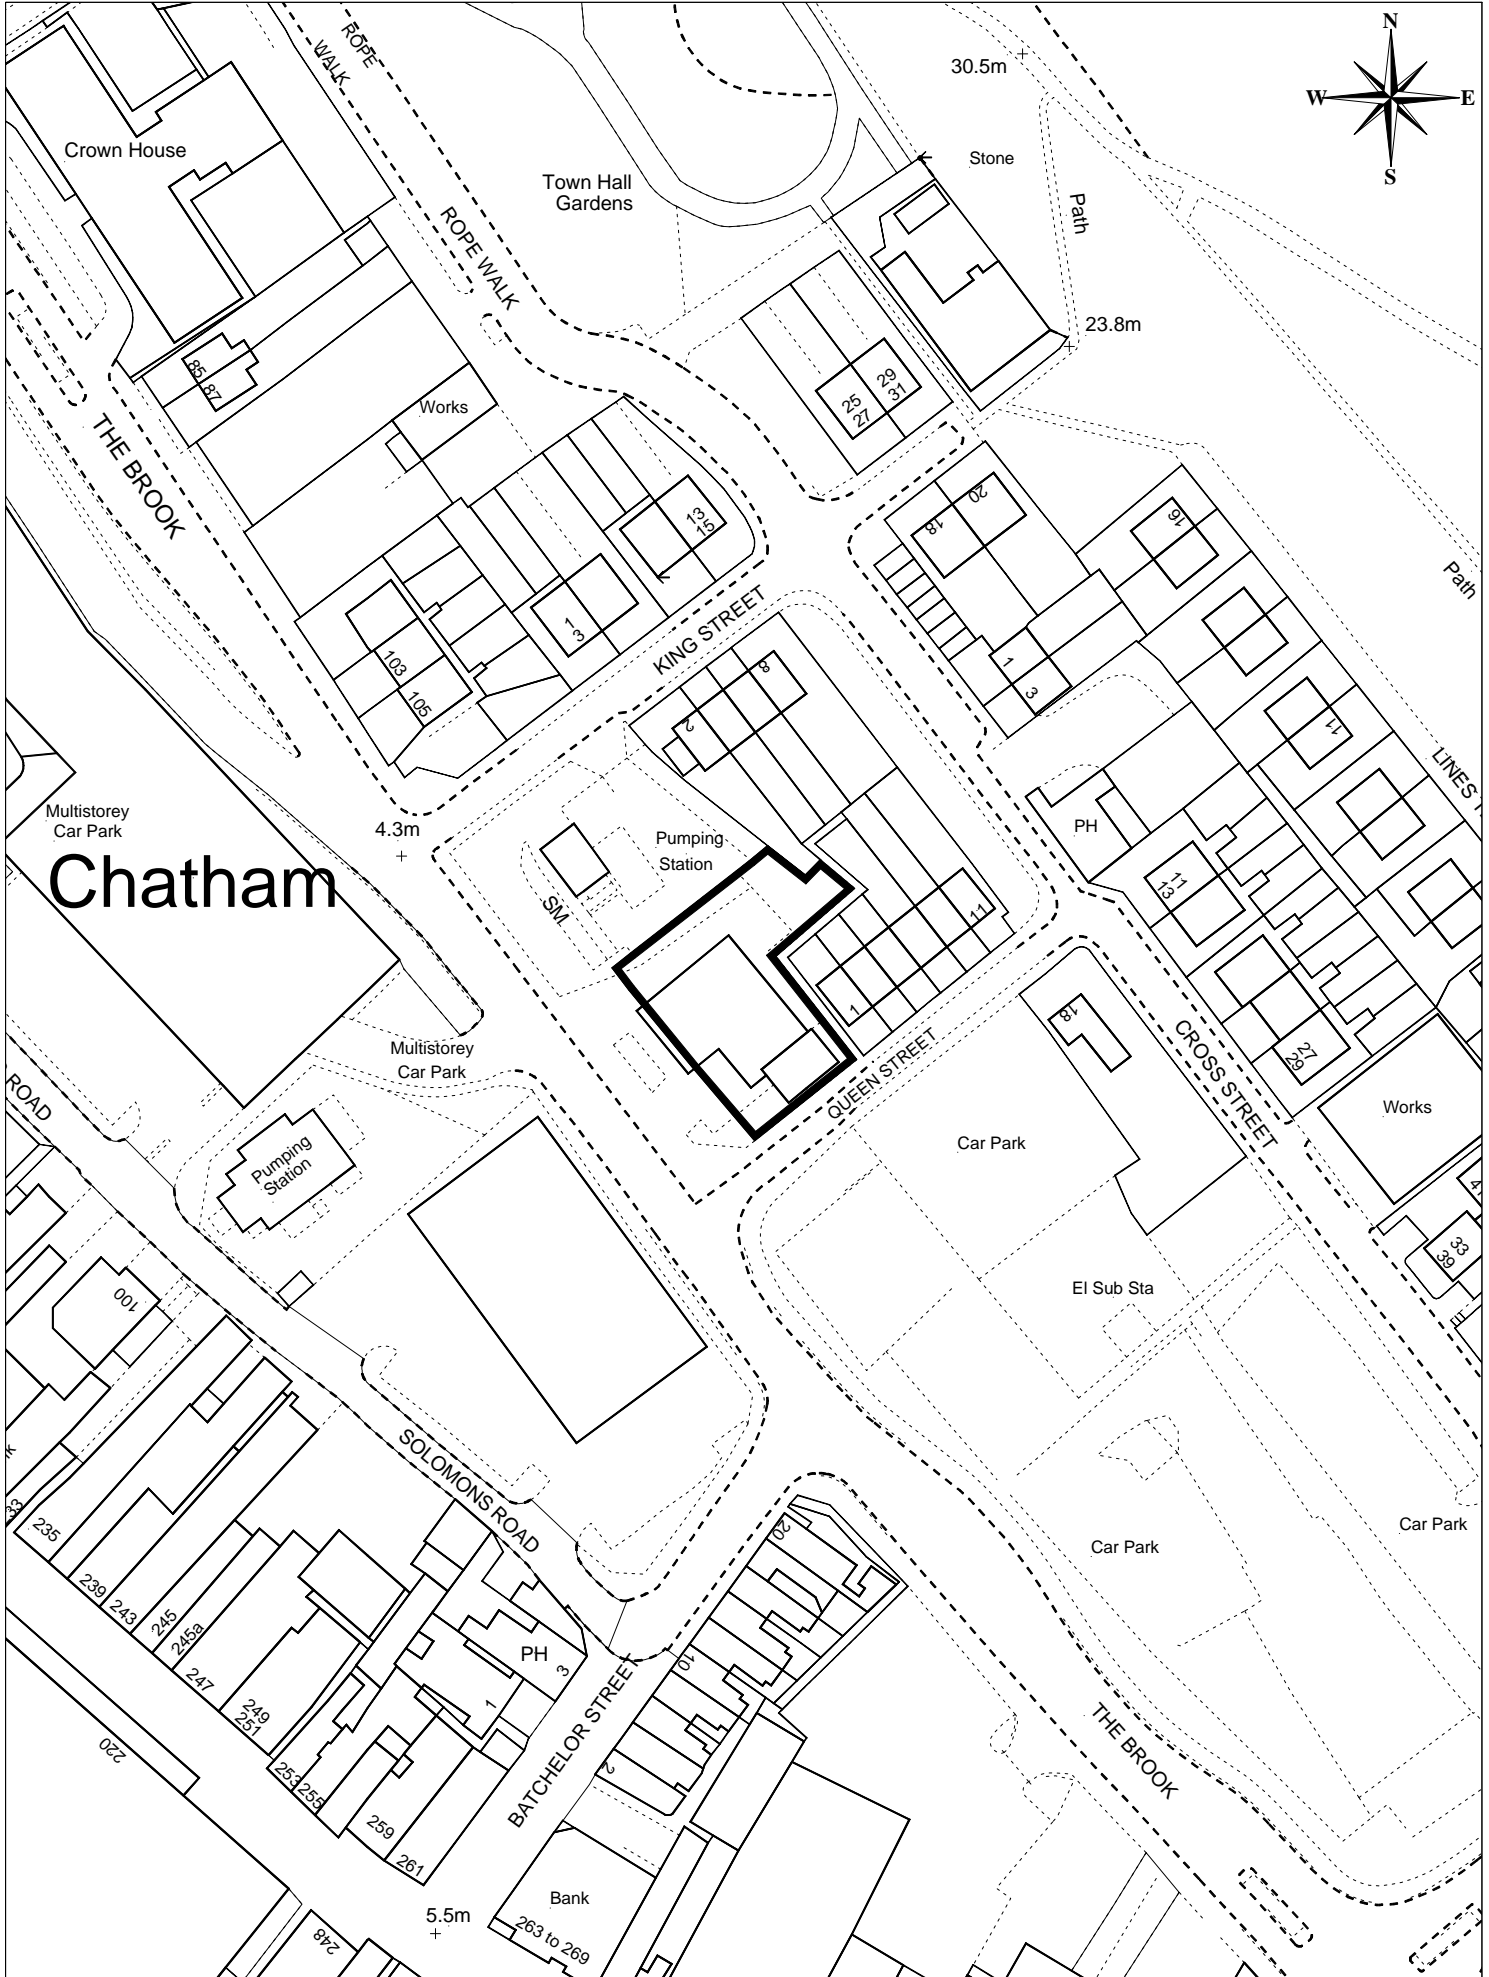 N
W
E
S
ROPE
WALK
30.5m
Crown House
Stone
Town Hall
Gardens
Path
ROPE WALK
23.8m
85
87
29
31
25
27
Works
THE BROOK
20
18
13
15
16
Path
1
3
KING STREET
103
105
1
3
8
2
11
LINES
Multistorey
Car Park
4.3m
Pumping
Station
PH
Chatham
11
13
SM
11
1
18
CROSS STREET
27
29
QUEEN STREET
Multistorey
Car Park
ROAD
Works
Car Park
Pumping
Station
33
39
El Sub Sta
100
SOLOMONS ROAD
33
235
Car Park
Car Park
20
239
243
245
245a
247
249
251
PH
3
1
10
BATCHELOR STREET
THE BROOK
220
253
255
2
259
261
Bank
263 to 269
5.5m
248